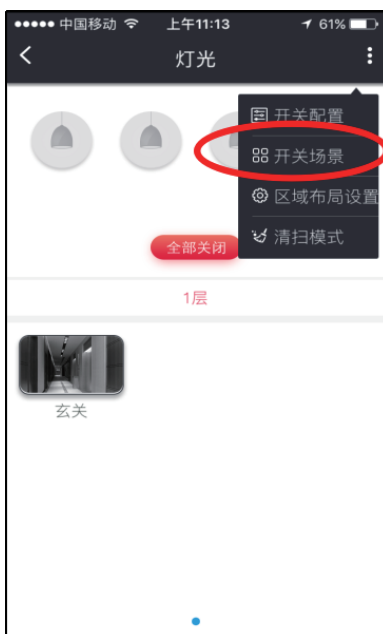 中国移动 上午11:13 61%
灯光
开关配置
开关场景
区域布局设置
清扫模式
全部关闭
1层
玄关